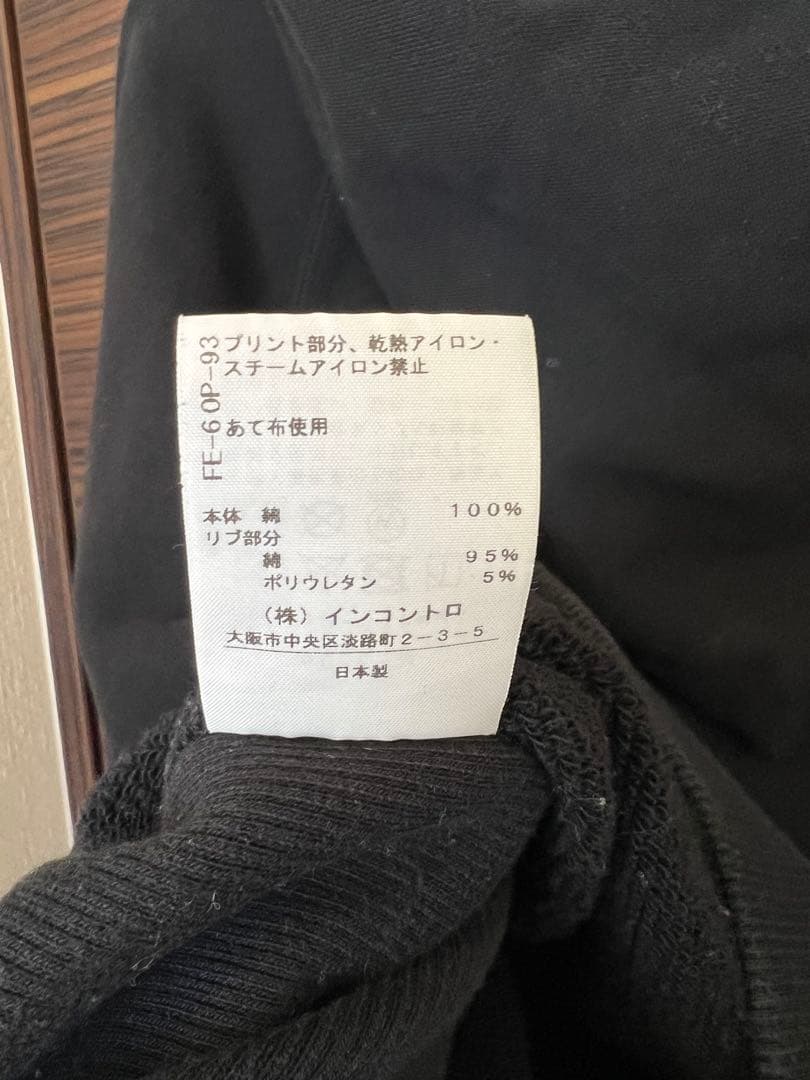 FE-60P-93
プリント部分、乾熱アイロン・
スチームアイロン禁止
あて布使用
本体 綿 100%
リブ部分
綿 95%
ポリウレタン 5%
(株)インコントロ
大阪市中央区淡路町2-3-5
日本製